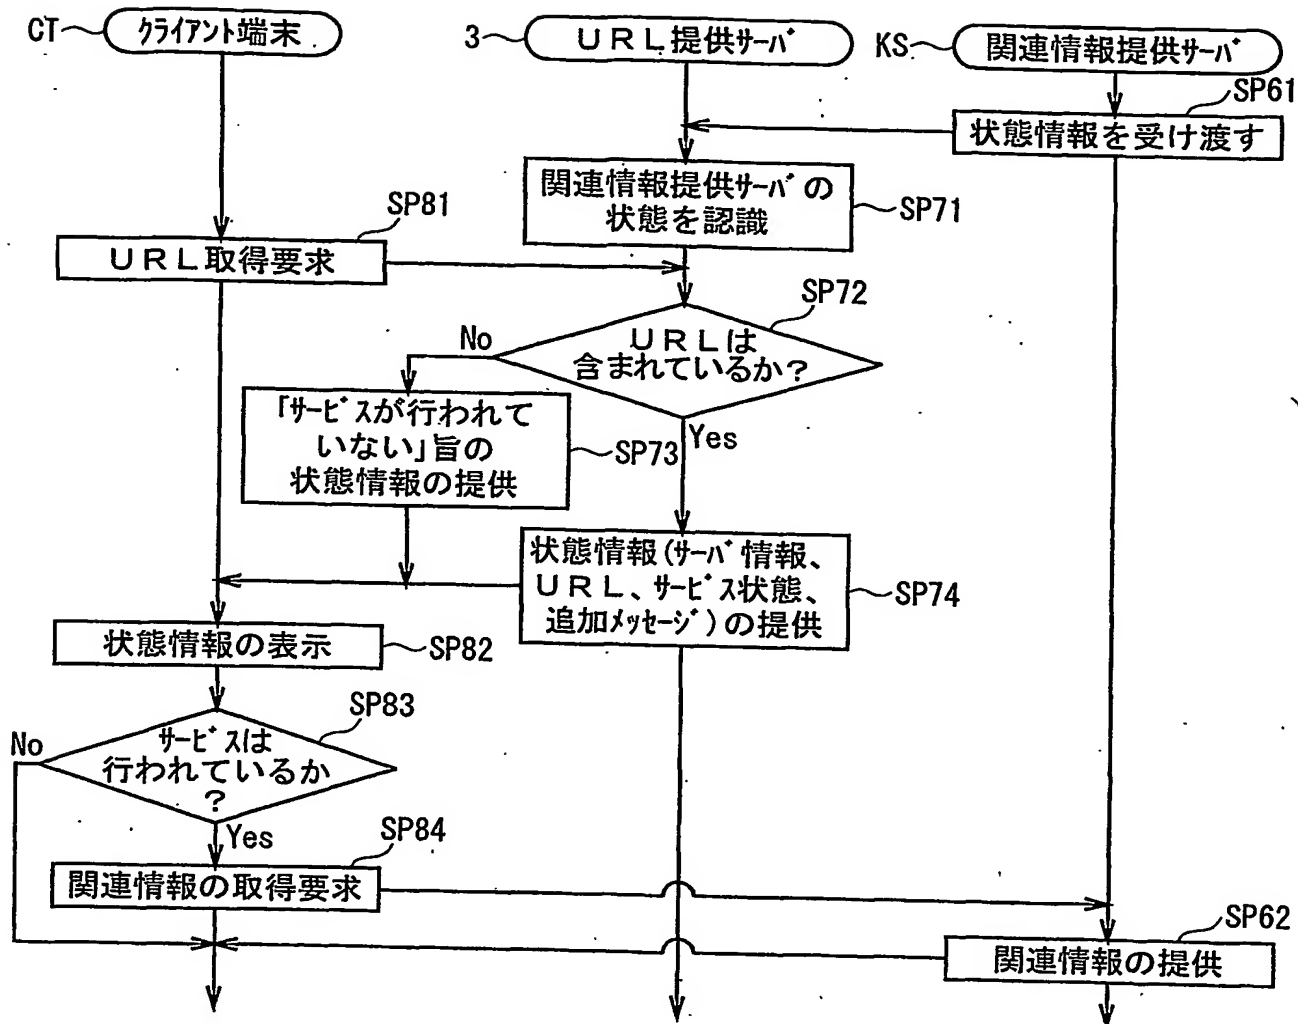 CT
クライアント端末
3
URL提供サーバ
KS
関連情報提供サーバ
SP61
状態情報を受け渡す
関連情報提供サーバの
状態を認識
SP71
SP81
URL取得要求
SP72
URLは
含まれているか?
No
Yes
「サービスが行われて
いない」旨の
状態情報の提供
SP73
状態情報(サーバ情報、
URL、サービス状態、
追加メッセージ)の提供
SP74
状態情報の表示
SP82
SP83
サービスは
行われているか
?
No
Yes
SP84
関連情報の取得要求
SP62
関連情報の提供